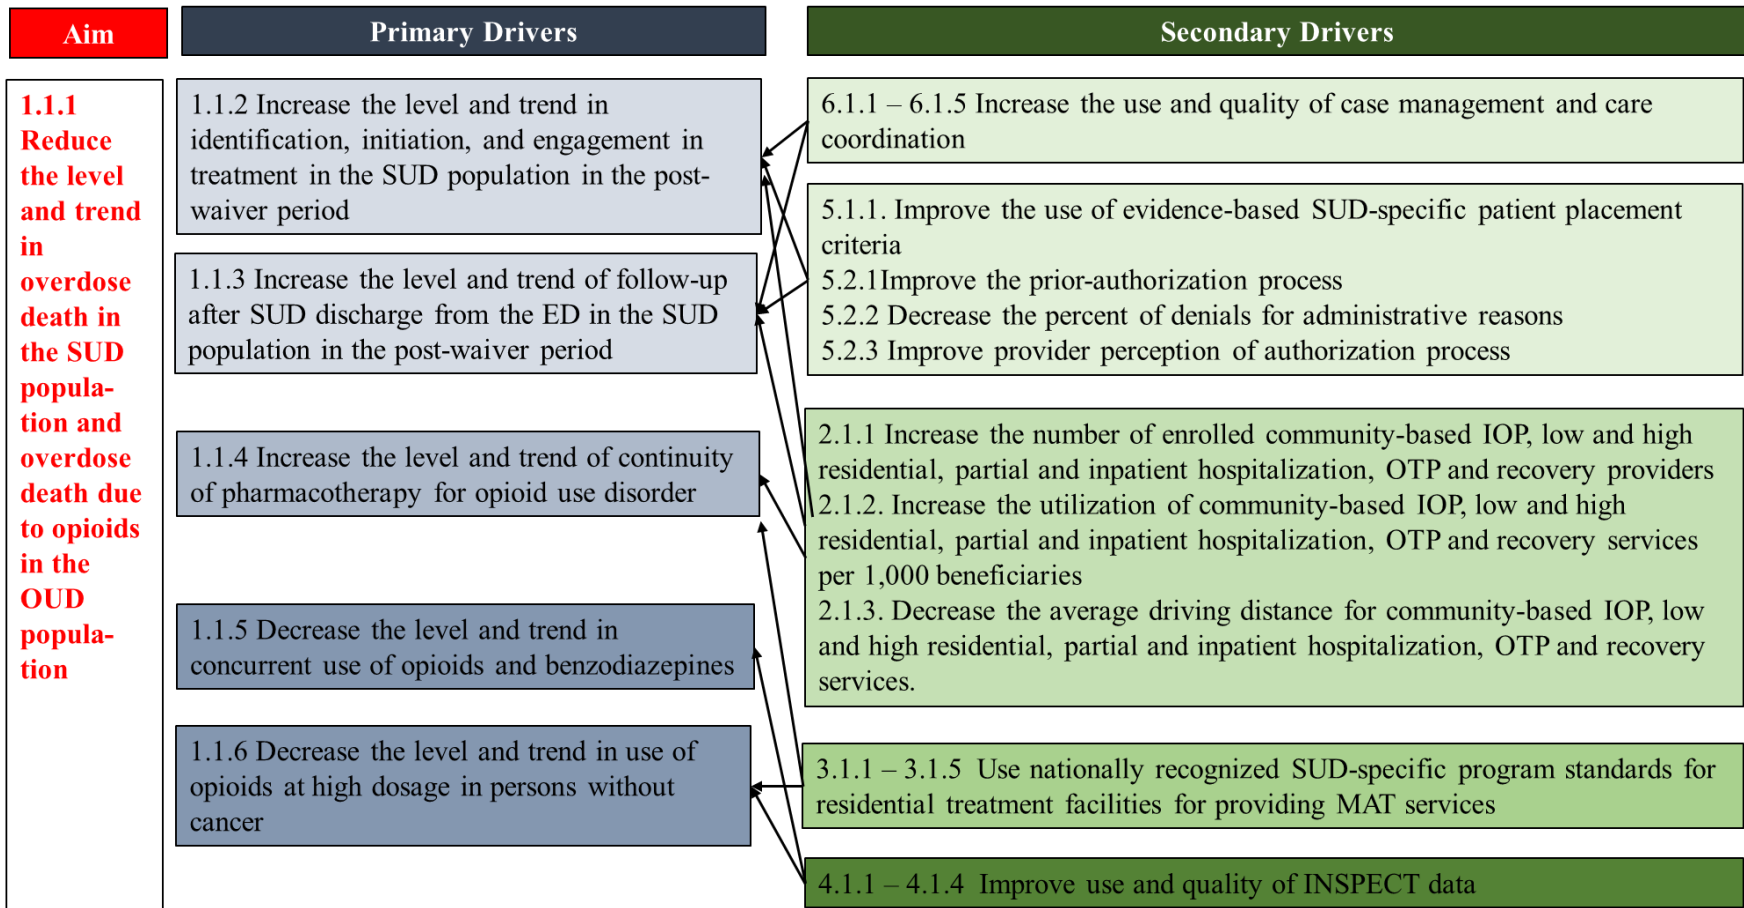 Aim
Primary Drivers
Secondary Drivers
1.1.1
Reduce
the level
and trend
in
overdose
death in
the SUD
popula-
tion and
overdose
death due
to opioids
in the
OUD
popula-
tion
1.1.2 Increase the level and trend in
identification, initiation, and engagement in
treatment in the SUD population in the post-
waiver period
1.1.3 Increase the level and trend of follow-up
after SUD discharge from the ED in the SUD
population in the post-waiver period
1.1.4 Increase the level and trend of continuity
of pharmacotherapy for opioid use disorder
1.1.5 Decrease the level and trend in
concurrent use of opioids and benzodiazepines
1.1.6 Decrease the level and trend in use of
opioids at high dosage in persons without
cancer
6.1.1 – 6.1.5 Increase the use and quality of case management and care
coordination
5.1.1. Improve the use of evidence-based SUD-specific patient placement
criteria
5.2.1Improve the prior-authorization process
5.2.2 Decrease the percent of denials for administrative reasons
5.2.3 Improve provider perception of authorization process
2.1.1 Increase the number of enrolled community-based IOP, low and high
residential, partial and inpatient hospitalization, OTP and recovery providers
2.1.2. Increase the utilization of community-based IOP, low and high
residential, partial and inpatient hospitalization, OTP and recovery services
per 1,000 beneficiaries
2.1.3. Decrease the average driving distance for community-based IOP, low
and high residential, partial and inpatient hospitalization, OTP and recovery
services.
3.1.1 – 3.1.5 Use nationally recognized SUD-specific program standards for
residential treatment facilities for providing MAT services
4.1.1 – 4.1.4 Improve use and quality of INSPECT data